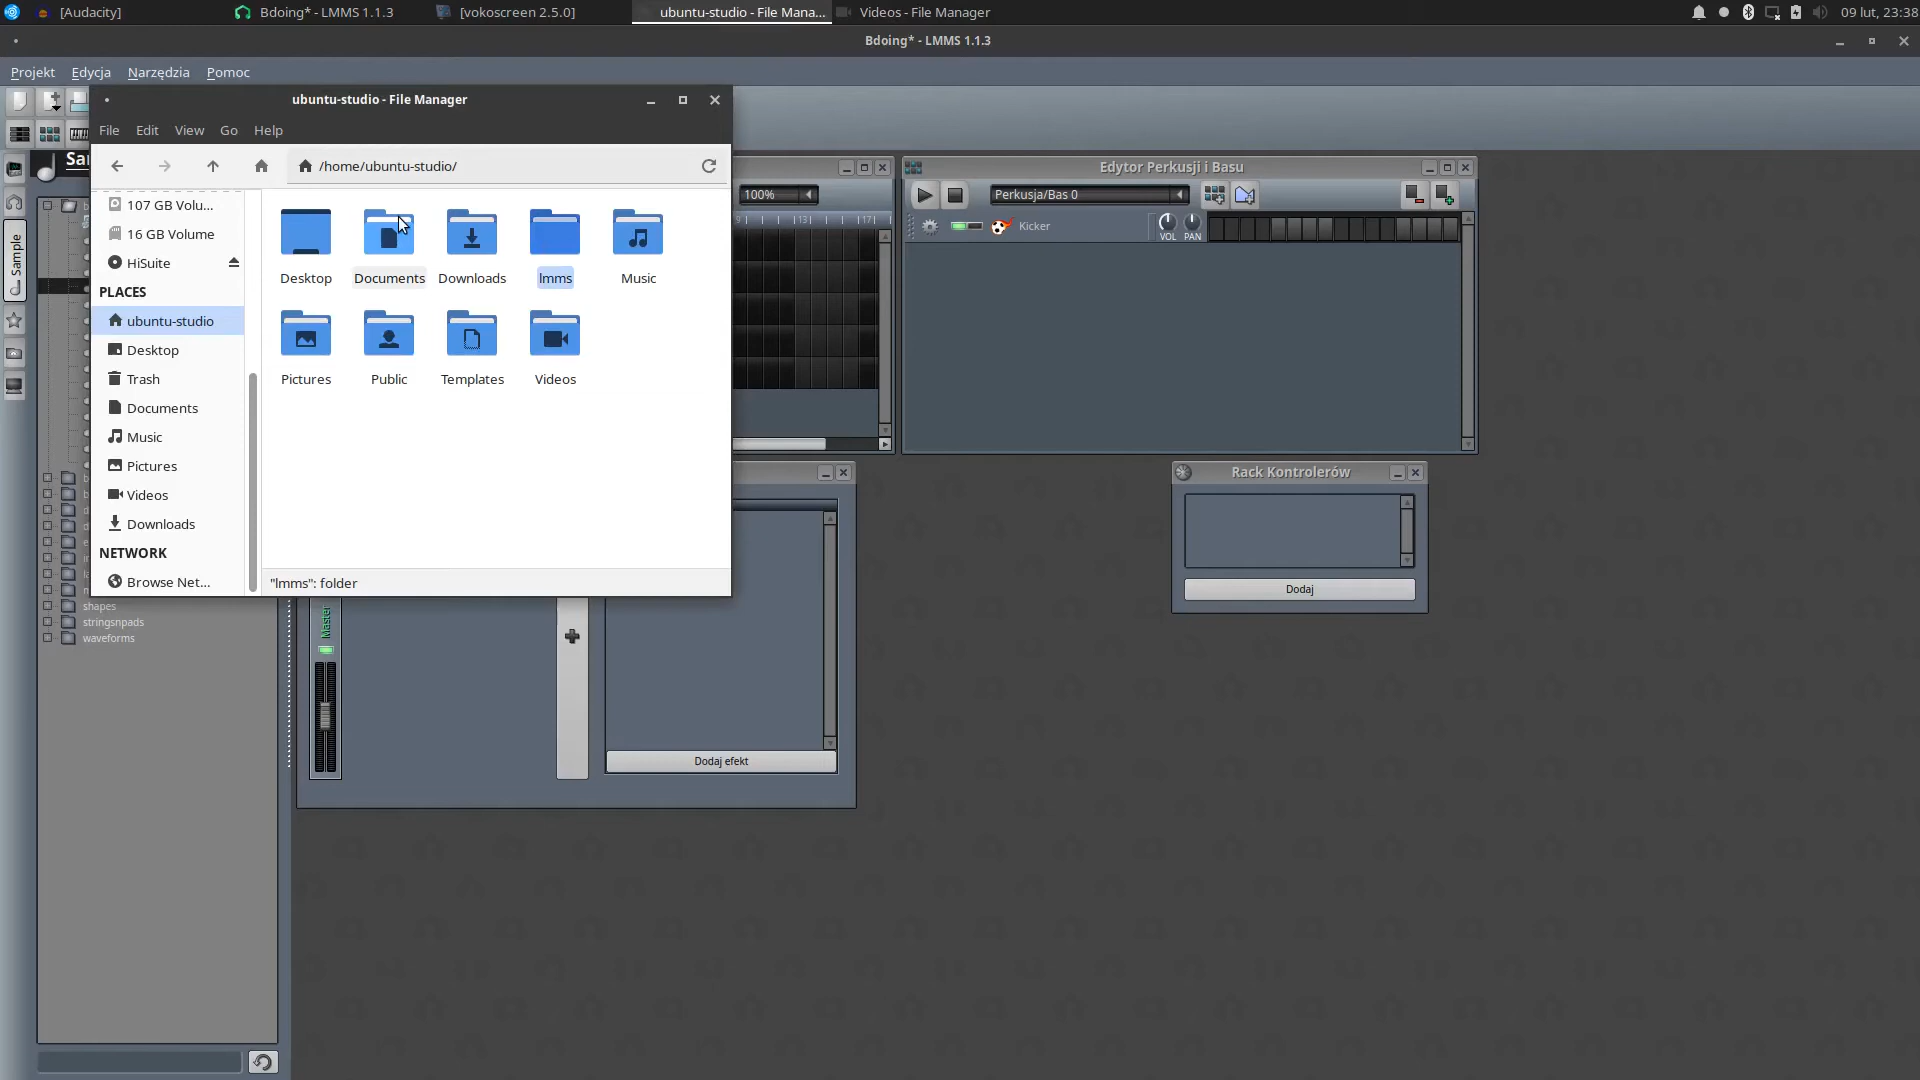 [Audacity]
Bdoing* - LMMS 1.1.3
[vokoscreen 2.5.0]
ubuntu-studio - File Mana...
Videos - File Manager
09 lut, 23:38
Bdoing* - LMMS 1.1.3
Projekt
Edycja
Narzędzia
Pomoc
ubuntu-studio - File Manager
File
Edit
View
Go
Help
/home/ubuntu-studio/
Sample
107 GB Volu...
16 GB Volume
HiSuite
PLACES
ubuntu-studio
Desktop
Trash
Documents
Music
Pictures
Videos
Downloads
NETWORK
Browse Net...
Desktop
Documents
Downloads
lmms
Music
Pictures
Public
Templates
Videos
"lmms": folder
shapes
stringsnpads
waveforms
100%
13
17
Edytor Perkusji i Basu
Perkusja/Bas 0
Kicker
VOL
PAN
Rack Kontrolerów
Dodaj
Master
Dodaj efekt